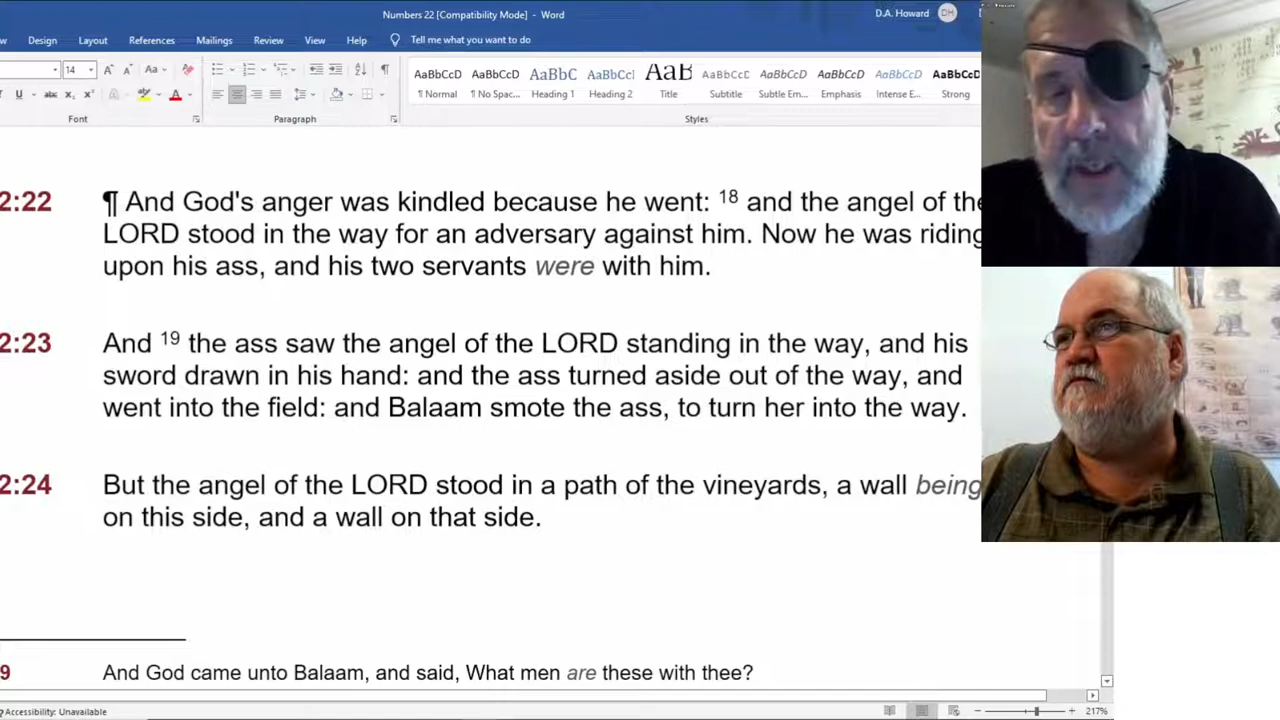 Numbers 22 [Compatibility Mode] - Word
D.A. Howard DH
Design Layout References Mailings Review View Help Tell me what you want to do
14 Aa
AaBbCcD AaBbCcD AaBbC AaBbCcI AaB AaBbCcD AaBbCcD AaBbCcD AaBbCcD AaBbCcD
¶ Normal ¶ No Spac... Heading 1 Heading 2 Title Subtitle Subtle Em... Emphasis Intense E... Strong
Font Paragraph Styles
2:22 ¶ And God's anger was kindled because he went: 18 and the angel of the
LORD stood in the way for an adversary against him. Now he was riding
upon his ass, and his two servants were with him.
2:23 And 19 the ass saw the angel of the LORD standing in the way, and his
sword drawn in his hand: and the ass turned aside out of the way, and
went into the field: and Balaam smote the ass, to turn her into the way.
2:24 But the angel of the LORD stood in a path of the vineyards, a wall being
on this side, and a wall on that side.
9 And God came unto Balaam, and said, What men are these with thee?
Accessibility: Unavailable
217%